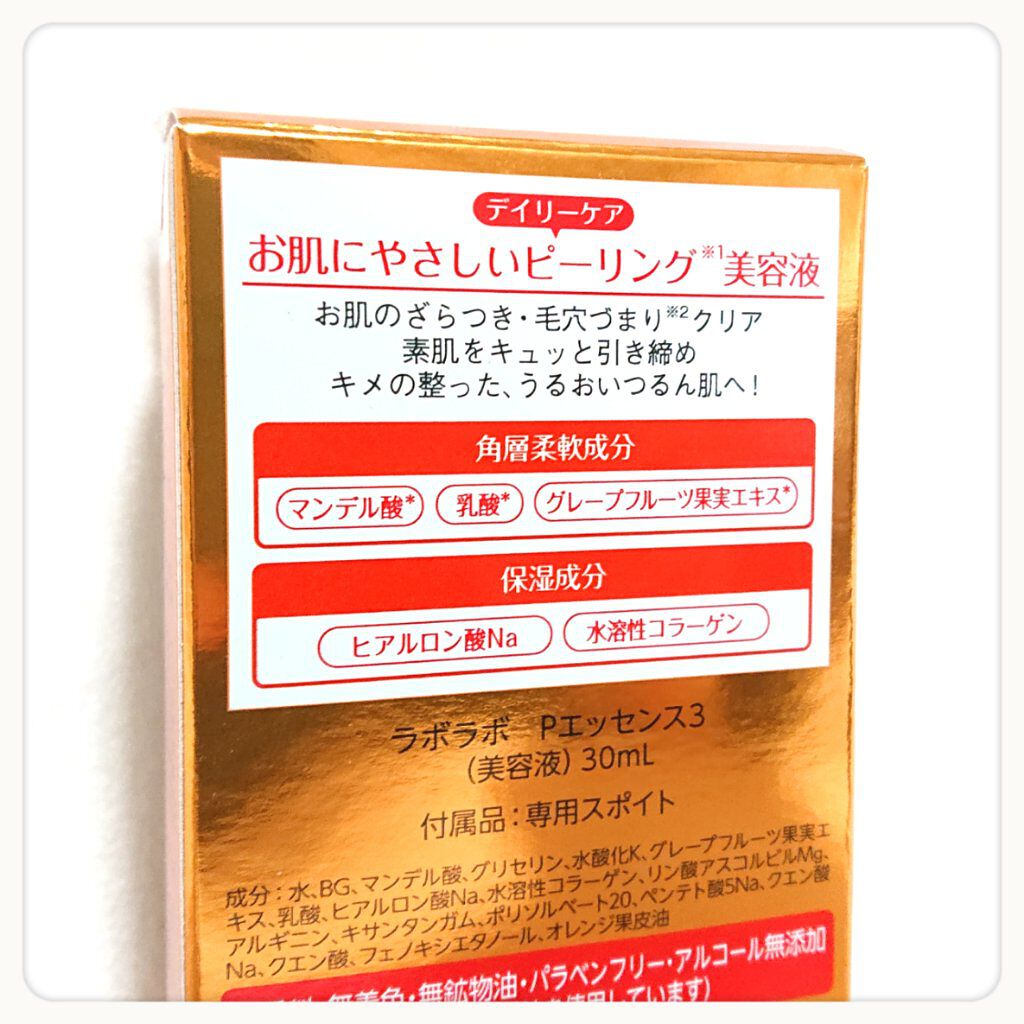 デイリーケア
お肌にやさしいピーリング※1美容液
お肌のざらつき・毛穴づまり※2クリア
素肌をキュッと引き締め
キメの整った、うるおいつるん肌へ!
角層柔軟成分
マンデル酸* 乳酸* グレープフルーツ果実エキス*
保湿成分
ヒアルロン酸Na 水溶性コラーゲン
ラボラボ Pエッセンス3
(美容液) 30mL
付属品:専用スポイト
成分:水、BG、マンデル酸、グリセリン、水酸化K、グレープフルーツ果実エ
キス、乳酸、ヒアルロン酸Na、水溶性コラーゲン、リン酸アスコルビルMg、
アルギニン、キサンタンガム、ポリソルベート20、ペンテト酸5Na、クエン酸
Na、クエン酸、フェノキシエタノール、オレンジ果皮油
無着色・無鉱物油・パラベンフリー・アルコール無添加
使用しています)